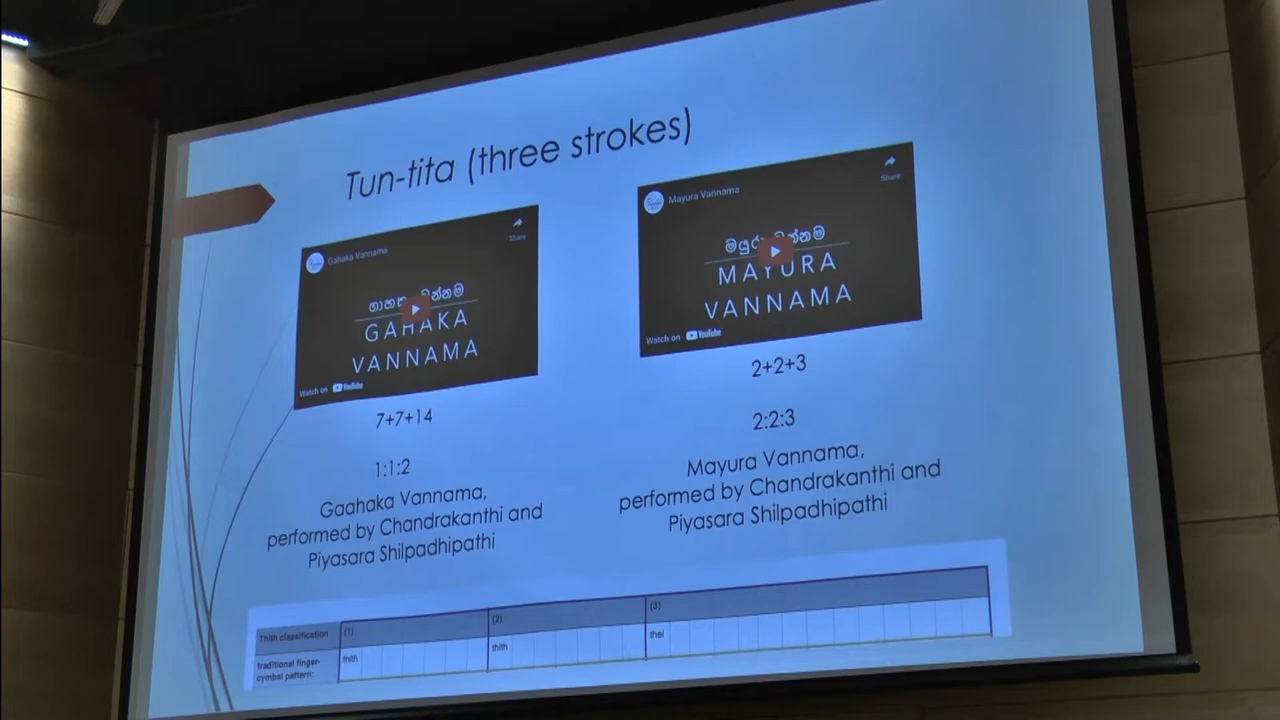 Tun-tita (three strokes)
Gahaka Vannama
Share
GAHAKA
VANNAMA
Watch on YouTube
7+7+14
1:1:2
Gaahaka Vannama,
performed by Chandrakanthi and
Piyasara Shilpadhipathi
Mayura Vannama
Share
MAYURA
VANNAMA
Watch on YouTube
2+2+3
2:2:3
Mayura Vannama,
performed by Chandrakanthi and
Piyasara Shilpadhipathi
Thith classification (1) (2) (3)
traditional finger-
cymbal pattern: thith thith thei